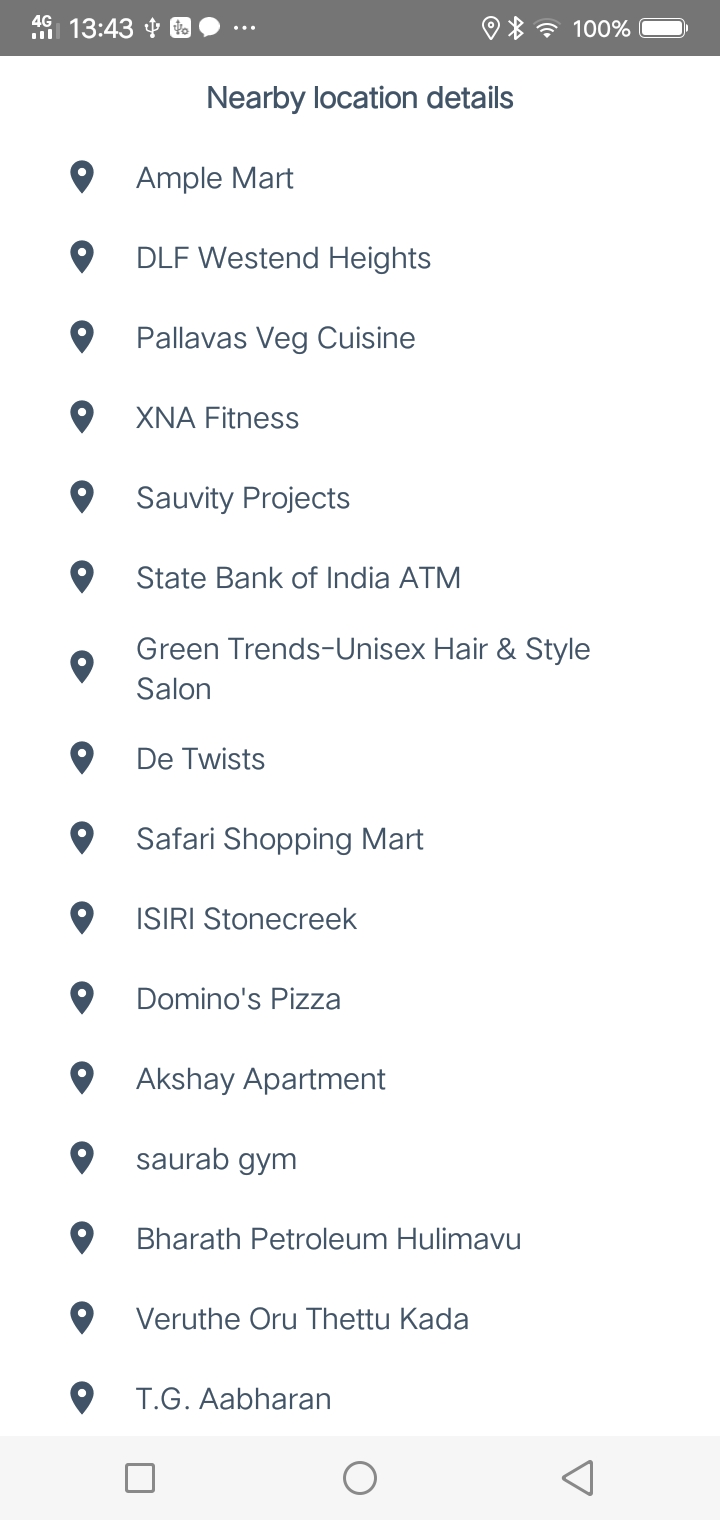 4G 13:43 ... 100%
Nearby location details
Ample Mart
DLF Westend Heights
Pallavas Veg Cuisine
XNA Fitness
Sauvity Projects
State Bank of India ATM
Green Trends-Unisex Hair & Style
Salon
De Twists
Safari Shopping Mart
ISIRI Stonecreek
Domino's Pizza
Akshay Apartment
saurab gym
Bharath Petroleum Hulimavu
Veruthe Oru Thettu Kada
T.G. Aabharan